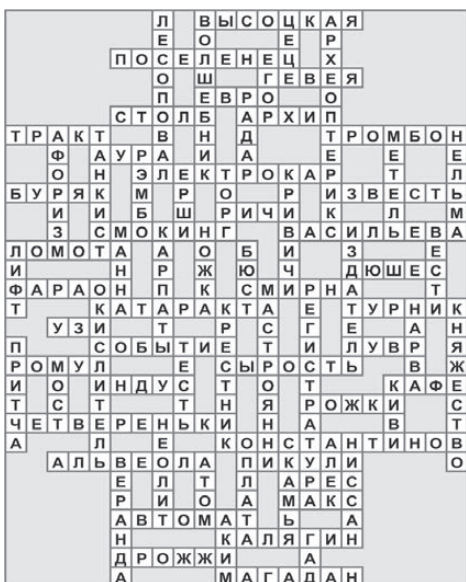 Л ВЫСОЦКАЯ
Е О Е Р
ПОСЕЛЕНЕЦ Х
О Ш ГЕВЕЯ
П ЕВРО О
СТОЛБ АРХИП
ТРАКТ В Н Д ТРОМБОН
Ф АУРА И А Е Е Е
О Н ЭЛЕКТРОКАР Т Л
БУРЯК М Р О Р ИЗВЕСТЬ
И И Б Ш РИЧИ К Л М
З СМОКИНГ ВАСИЛЬЕВА
ЛОМОТА А О Б И З Е
И Н Р Ж Ю Ч ДЮШЕС
ФАРАОН П К СМИРНА Т
Т КАТАРАКТА Е ТУРНИК
УЗИ Т Р С Г Е А Н
П С СОБЫТИЕ Т И ЛУВР Я
РОМУЛ Е СЫРОСТЬ В Ж
И О ИНДУС Т О Т КАФЕ
Т С Т Т Н Я РОЖКИ С
ЧЕТВЕРЕНЬКИ Н А В Т
А Л Е КОНСТАНТИНОВ
АЛЬВЕОЛА ПИКУЛИ О
Е Л Т Л АРЕС
Р И О А МАКС
АВТОМАТ Ь А
Н КАЛЯГИН
ДРОЖЖИ А
А МАГАДАН